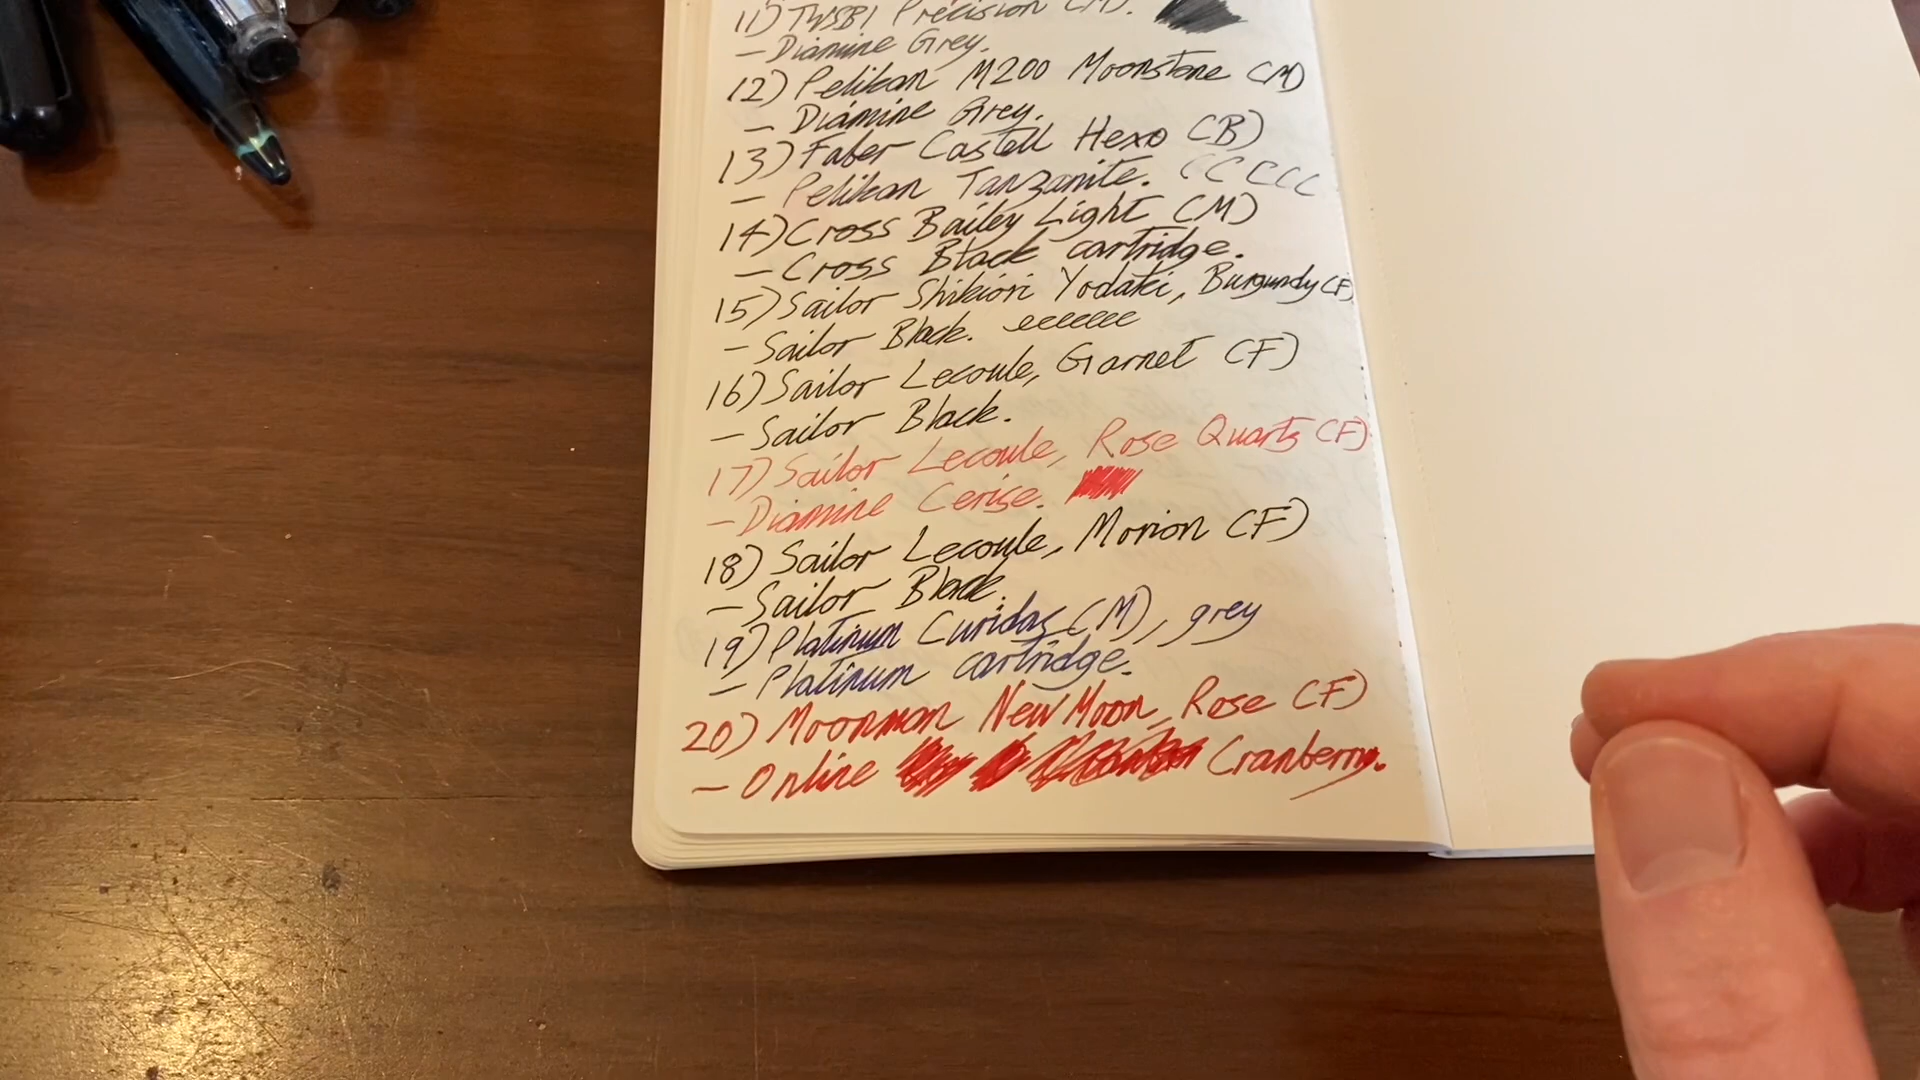 11) TWSBI Precision (M).
- Diamine Grey.
12) Pelikan M200 Moonstone (M)
- Diamine Grey.
13) Faber Castell Hexo (B)
- Pelikan Tanzanite. CCCCC
14) Cross Bailey Light (M)
- Cross Black cartridge.
15) Sailor Shikiori Yodaki, Burgundy (F)
- Sailor Black. eeeeeee
16) Sailor Lecoule, Garnet (F)
- Sailor Black.
17) Sailor Lecoule, Rose Quartz (F)
- Diamine Cerise.
18) Sailor Lecoule, Morion (F)
- Sailor Black.
19) Platinum Curidas (M), grey
- Platinum cartridge.
20) Moonman New Moon, Rose (F)
- Online Cranberry.